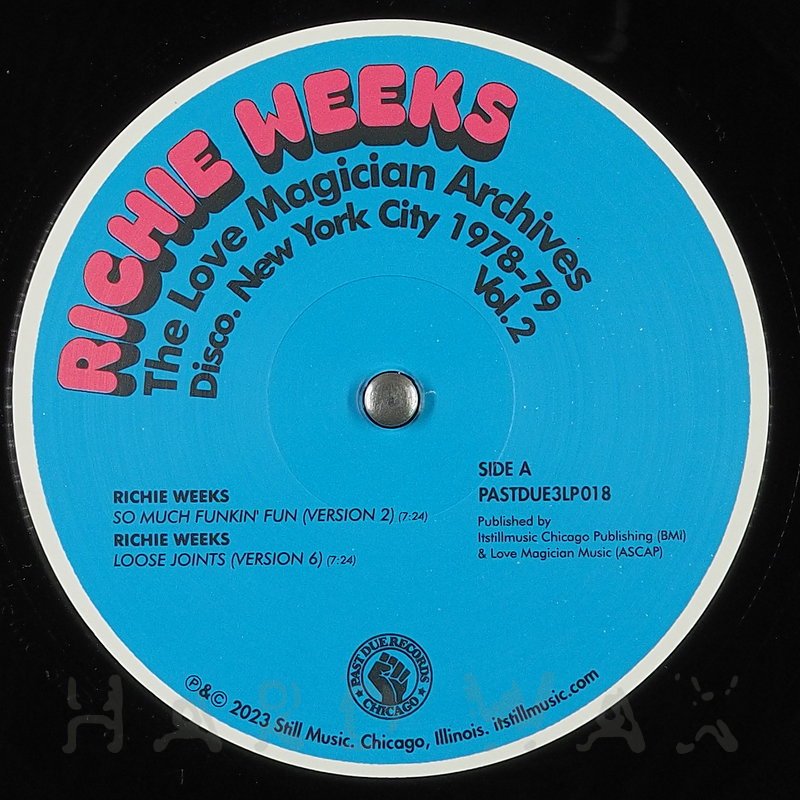 RICHIE WEEKS
The Love Magician Archives
Disco. New York City 1978-79
Vol.2
RICHIE WEEKS
SO MUCH FUNKIN' FUN (VERSION 2) (7:24)
RICHIE WEEKS
LOOSE JOINTS (VERSION 6) (7:24)
SIDE A
PASTDUE3LP018
Published by
Itstillmusic Chicago Publishing (BMI)
& Love Magician Music (ASCAP)
PAST DUE RECORDS
CHICAGO
℗&© 2023 Still Music. Chicago, Illinois. itstillmusic.com
HARD WAX